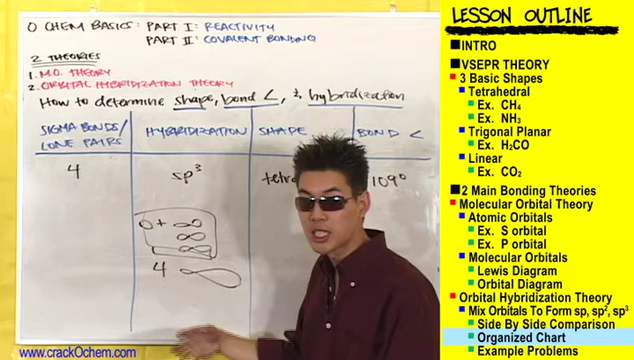 O CHEM BASICS: PART I: REACTIVITY
PART II: COVALENT BONDING
2 THEORIES
1. M.O. THEORY
2. ORBITAL HYBRIDIZATION THEORY
How to determine shape, bond <, & hybridization
SIGMA BONDS/ LONE PAIRS
HYBRIDIZATION
SHAPE
BOND <
4
sp³
tetra
109°
4
www.crackOchem.com
LESSON OUTLINE
INTRO
VSEPR THEORY
3 Basic Shapes
Tetrahedral
Ex. CH₄
Ex. NH₃
Trigonal Planar
Ex. H₂CO
Linear
Ex. CO₂
2 Main Bonding Theories
Molecular Orbital Theory
Atomic Orbitals
Ex. S orbital
Ex. P orbital
Molecular Orbitals
Lewis Diagram
Orbital Diagram
Orbital Hybridization Theory
Mix Orbitals To Form sp, sp², sp³
Side By Side Comparison
Organized Chart
Example Problems